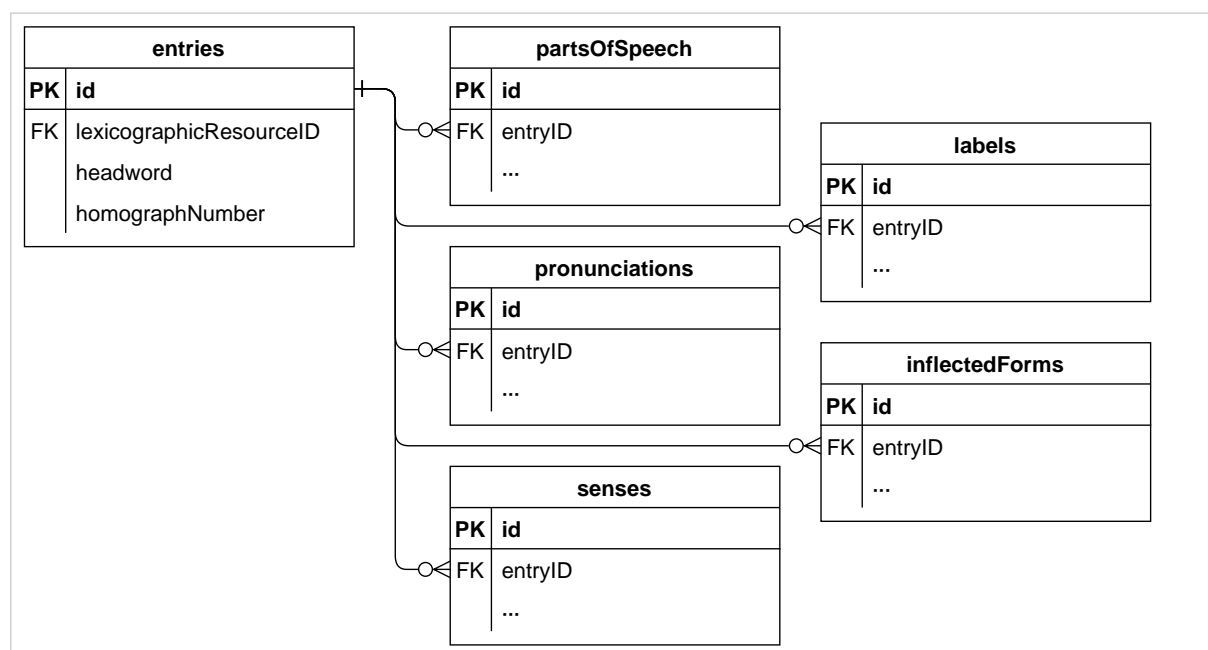 entries
PK id
FK lexicographicResourceID
headword
homographNumber
partsOfSpeech
PK id
FK entryID
...
labels
PK id
FK entryID
...
pronunciations
PK id
FK entryID
...
inflectedForms
PK id
FK entryID
...
senses
PK id
FK entryID
...